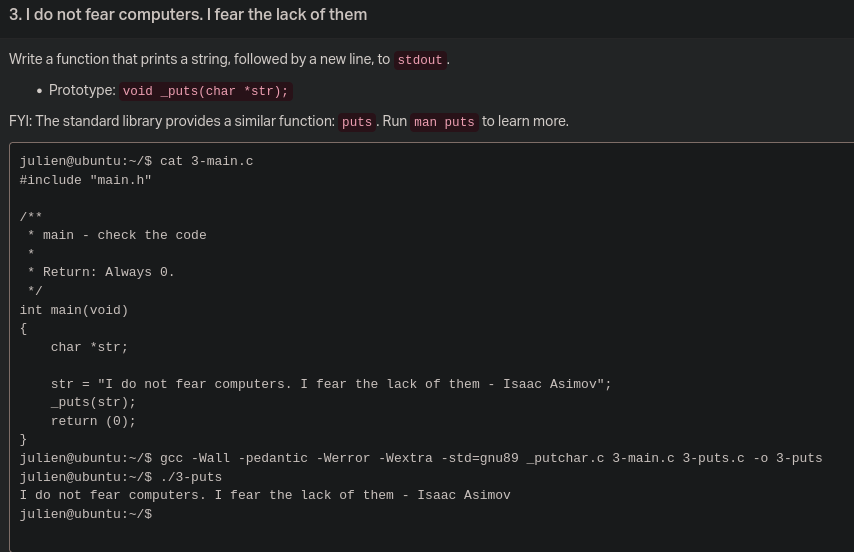 3. I do not fear computers. I fear the lack of them
Write a function that prints a string, followed by a new line, to stdout.
• Prototype: void _puts(char *str);
FYI: The standard library provides a similar function: puts. Run man puts to learn more.
julien@ubuntu:~/$ cat 3-main.c
#include "main.h"

/**
 * main - check the code
 *
 * Return: Always 0.
 */
int main(void)
{
    char *str;

    str = "I do not fear computers. I fear the lack of them - Isaac Asimov";
    _puts(str);
    return (0);
}
julien@ubuntu:~/$ gcc -Wall -pedantic -Werror -Wextra -std=gnu89 _putchar.c 3-main.c 3-puts.c -o 3-puts
julien@ubuntu:~/$ ./3-puts
I do not fear computers. I fear the lack of them - Isaac Asimov
julien@ubuntu:~/$